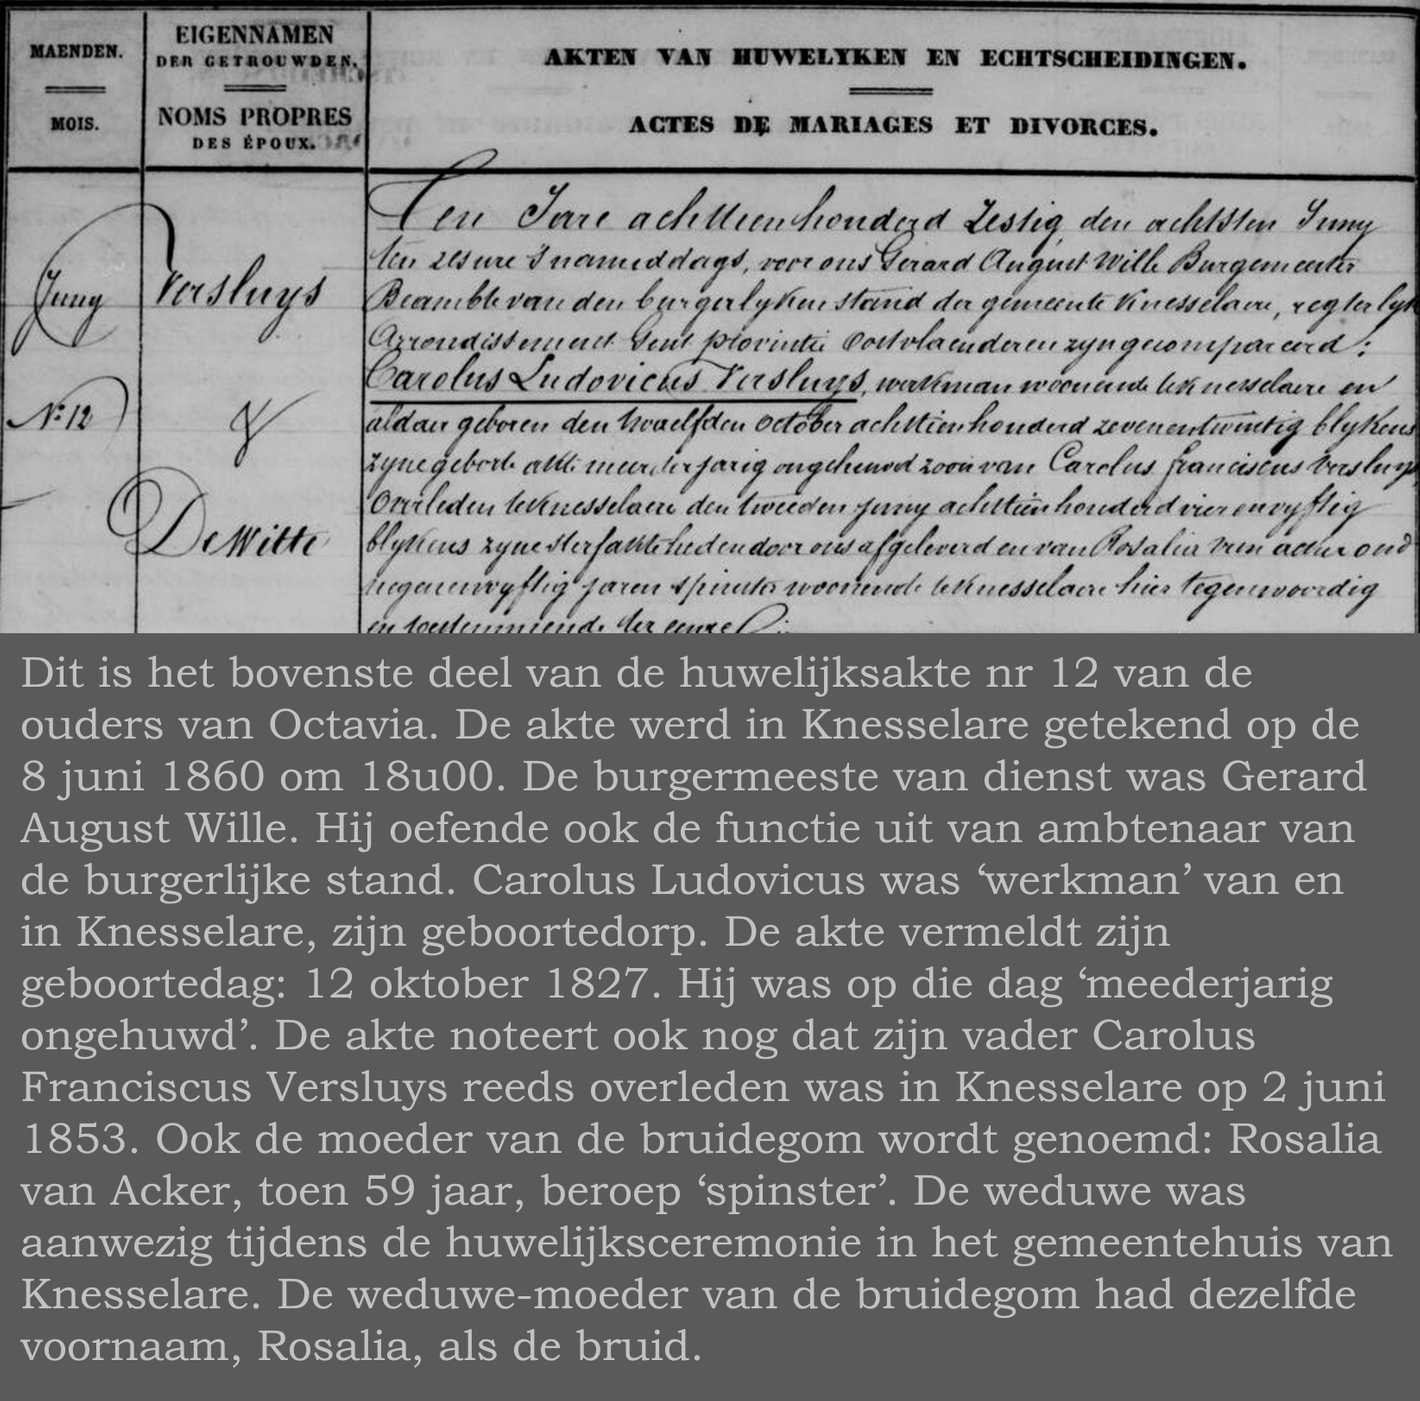 MAENDEN.
MOIS.
EIGENNAMEN
DER GETROUWDEN.
NOMS PROPRES
DES ÉPOUX.
AKTEN VAN HUWELYKEN EN ECHTSCHEIDINGEN.
ACTES DE MARIAGES ET DIVORCES.
Juny
N° 12
Versluys
&
De Witte
Ten Jare achttienhonderd Zestig den achtsten Juny
ten zes ure s'namiddags, voor ons Gerard August Wille Burgemeester
Beambte van den burgerlyken stand der gemeente Knesselaere, regterlyk
Arrondissement Gent provintie Oostvlaenderen zyn gecompareerd:
Carolus Ludovicus Versluys, werkman woonende te Knesselaere en
aldaer geboren den twaelfden october achttienhonderd zevenentwintig blykens
zyne geborte akte meerderjarig ongehuwd zoon van Carolus Franciscus Versluys
overleden te Knesselaere den tweeden juny achttienhonderd vierenvyftig
blykens zyne sterfakte heden door ons afgeleverd en van Rosalia Van acker oud
negenenvyftig jaren spinster woonende te Knesselaere hier tegenwoordig
en toestemmende ter eenre
Dit is het bovenste deel van de huwelijksakte nr 12 van de
ouders van Octavia. De akte werd in Knesselare getekend op de
8 juni 1860 om 18u00. De burgermeeste van dienst was Gerard
August Wille. Hij oefende ook de functie uit van ambtenaar van
de burgerlijke stand. Carolus Ludovicus was ‘werkman’ van en
in Knesselare, zijn geboortedorp. De akte vermeldt zijn
geboortedag: 12 oktober 1827. Hij was op die dag ‘meederjarig
ongehuwd’. De akte noteert ook nog dat zijn vader Carolus
Franciscus Versluys reeds overleden was in Knesselare op 2 juni
1853. Ook de moeder van de bruidegom wordt genoemd: Rosalia
van Acker, toen 59 jaar, beroep ‘spinster’. De weduwe was
aanwezig tijdens de huwelijksceremonie in het gemeentehuis van
Knesselare. De weduwe-moeder van de bruidegom had dezelfde
voornaam, Rosalia, als de bruid.